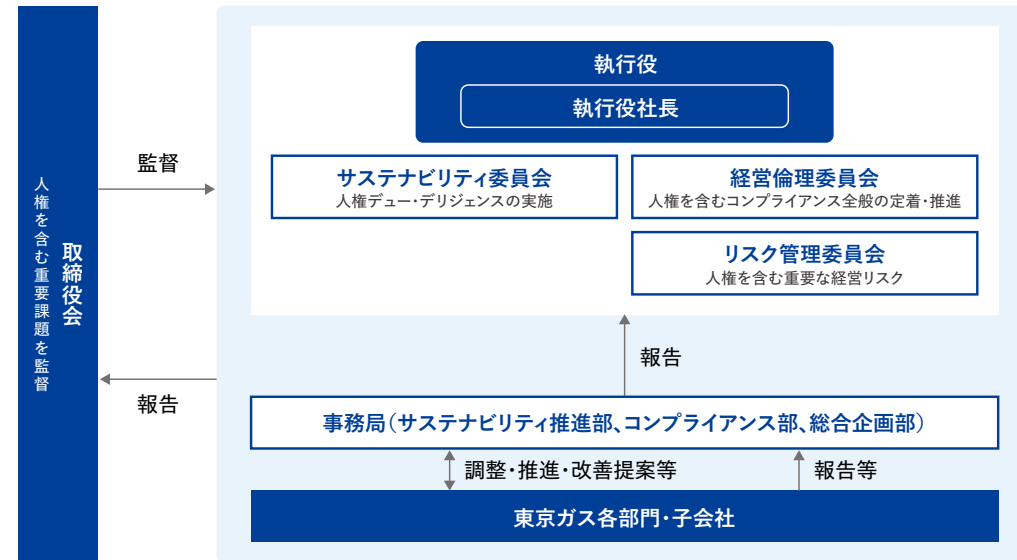 取締役会
人権を含む重要課題を監督
監督
報告
執行役
執行役社長
サステナビリティ委員会
人権デュー・デリジェンスの実施
経営倫理委員会
人権を含むコンプライアンス全般の定着・推進
リスク管理委員会
人権を含む重要な経営リスク
報告
事務局（サステナビリティ推進部、コンプライアンス部、総合企画部）
調整・推進・改善提案等
報告等
東京ガス各部門・子会社